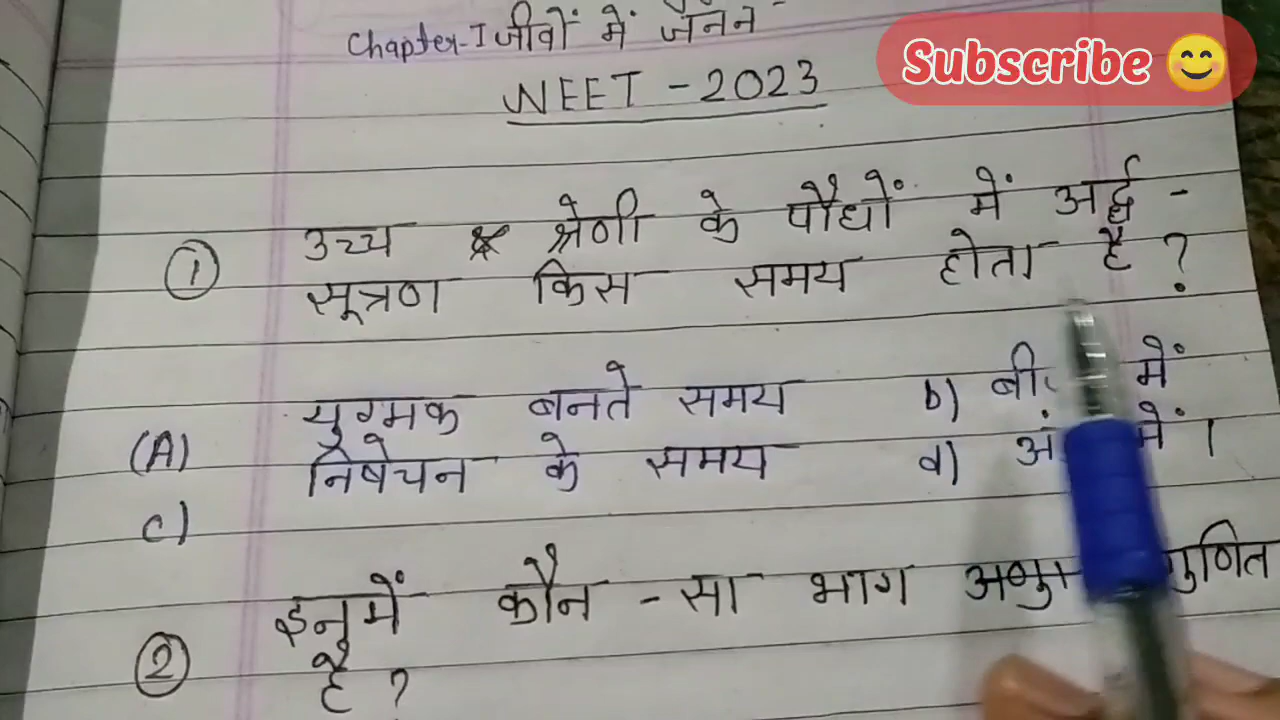 Chapter-I जीवों में जनन
Subscribe
NEET - 2023
① उच्च श्रेणी के पौधों में अर्द्ध -
सूत्रण किस समय होता है ?
(A) युग्मक बनते समय b) में
c) निषेचन के समय d) में ।
② इनमें कौन - सा भाग
है ?